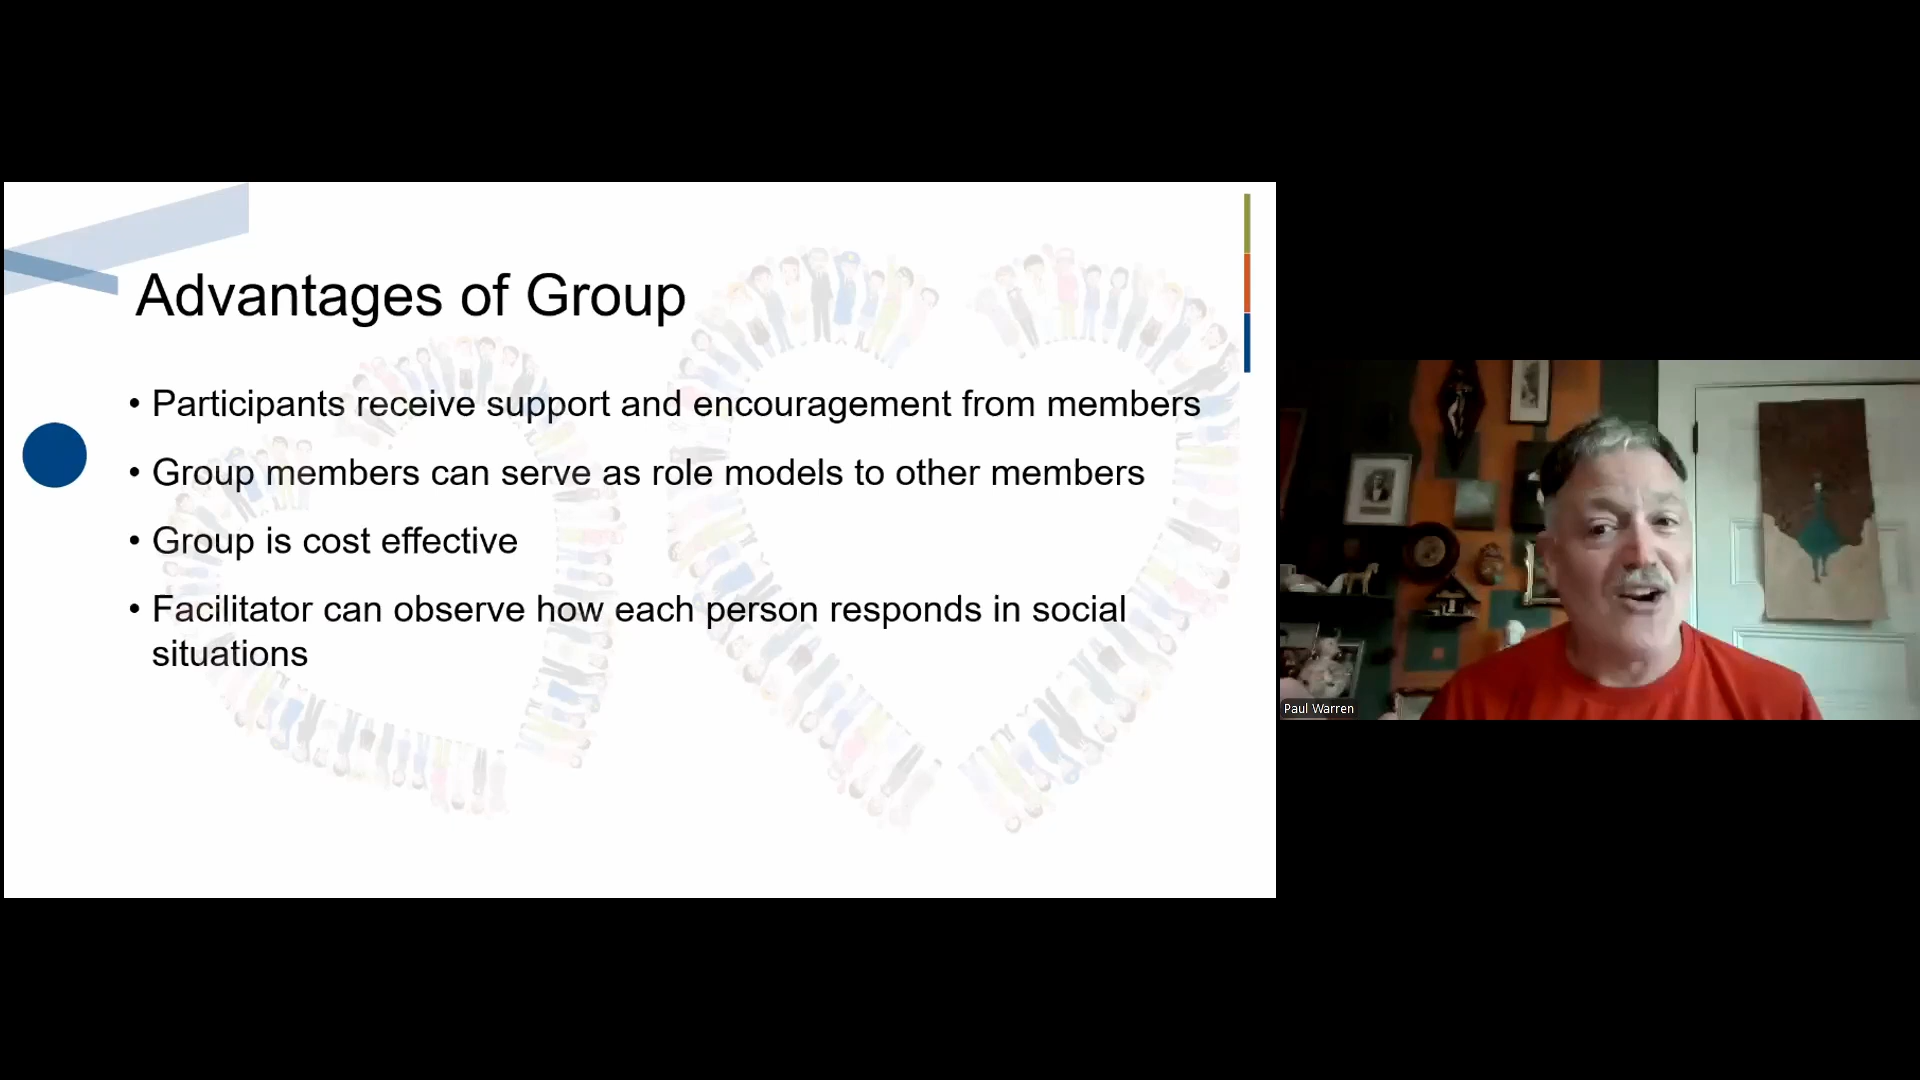 Advantages of Group
• Participants receive support and encouragement from members
• Group members can serve as role models to other members
• Group is cost effective
• Facilitator can observe how each person responds in social
situations
Paul Warren